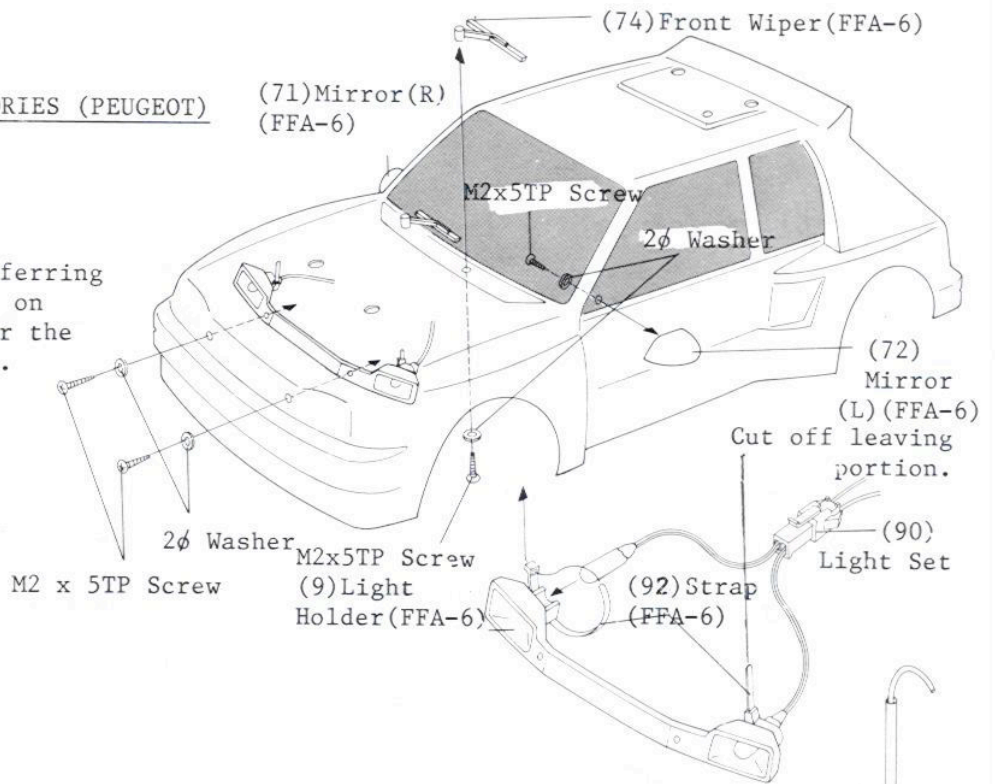 (74)Front Wiper(FFA-6)
RIES (PEUGEOT)
(71)Mirror(R)
(FFA-6)
M2x5TP Screw
2ϕ Washer
ferring
on
r the
.
(72)
Mirror
(L)(FFA-6)
Cut off leaving
portion.
2ϕ Washer
M2 x 5TP Screw
M2x5TP Screw
(9)Light
Holder(FFA-6)
(92)Strap
(FFA-6)
(90)
Light Set